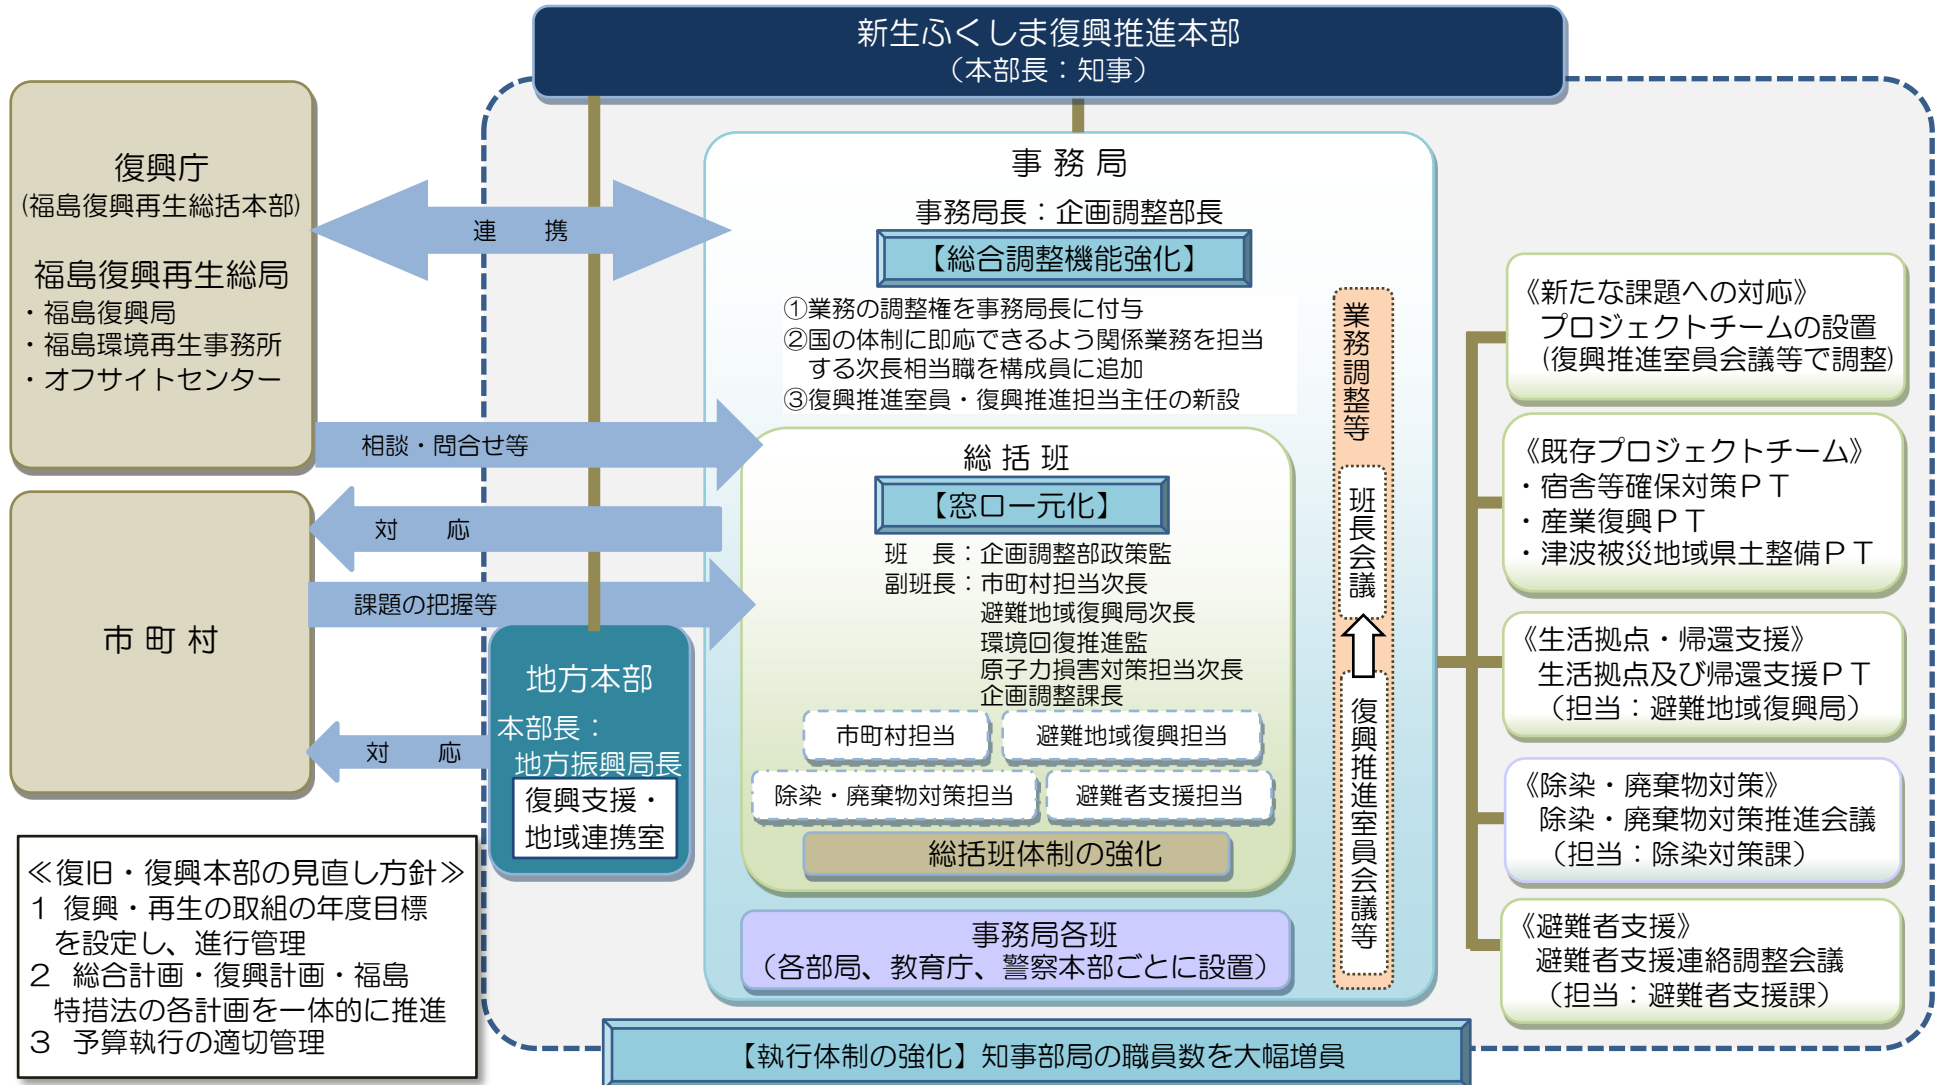 新生ふくしま復興推進本部
（本部長：知事）
復興庁
(福島復興再生総括本部)
福島復興再生総局
・福島復興局
・福島環境再生事務所
・オフサイトセンター
市町村
連　携
相談・問合せ等
対　応
課題の把握等
対　応
地方本部
本部長：
地方振興局長
復興支援・
地域連携室
≪復旧・復興本部の見直し方針≫
１ 復興・再生の取組の年度目標
を設定し、進行管理
２ 総合計画・復興計画・福島
特措法の各計画を一体的に推進
３ 予算執行の適切管理
事務局
事務局長：企画調整部長
【総合調整機能強化】
①業務の調整権を事務局長に付与
②国の体制に即応できるよう関係業務を担当
する次長相当職を構成員に追加
③復興推進室員・復興推進担当主任の新設
総括班
【窓口一元化】
班　長：企画調整部政策監
副班長：市町村担当次長
避難地域復興局次長
環境回復推進監
原子力損害対策担当次長
企画調整課長
市町村担当
避難地域復興担当
除染・廃棄物対策担当
避難者支援担当
総括班体制の強化
事務局各班
（各部局、教育庁、警察本部ごとに設置）
業務調整等
班長会議
復興推進室員会議等
《新たな課題への対応》
プロジェクトチームの設置
(復興推進室員会議等で調整)
《既存プロジェクトチーム》
・宿舎等確保対策ＰＴ
・産業復興ＰＴ
・津波被災地域県土整備ＰＴ
《生活拠点・帰還支援》
生活拠点及び帰還支援ＰＴ
（担当：避難地域復興局）
《除染・廃棄物対策》
除染・廃棄物対策推進会議
（担当：除染対策課）
《避難者支援》
避難者支援連絡調整会議
（担当：避難者支援課）
【執行体制の強化】知事部局の職員数を大幅増員